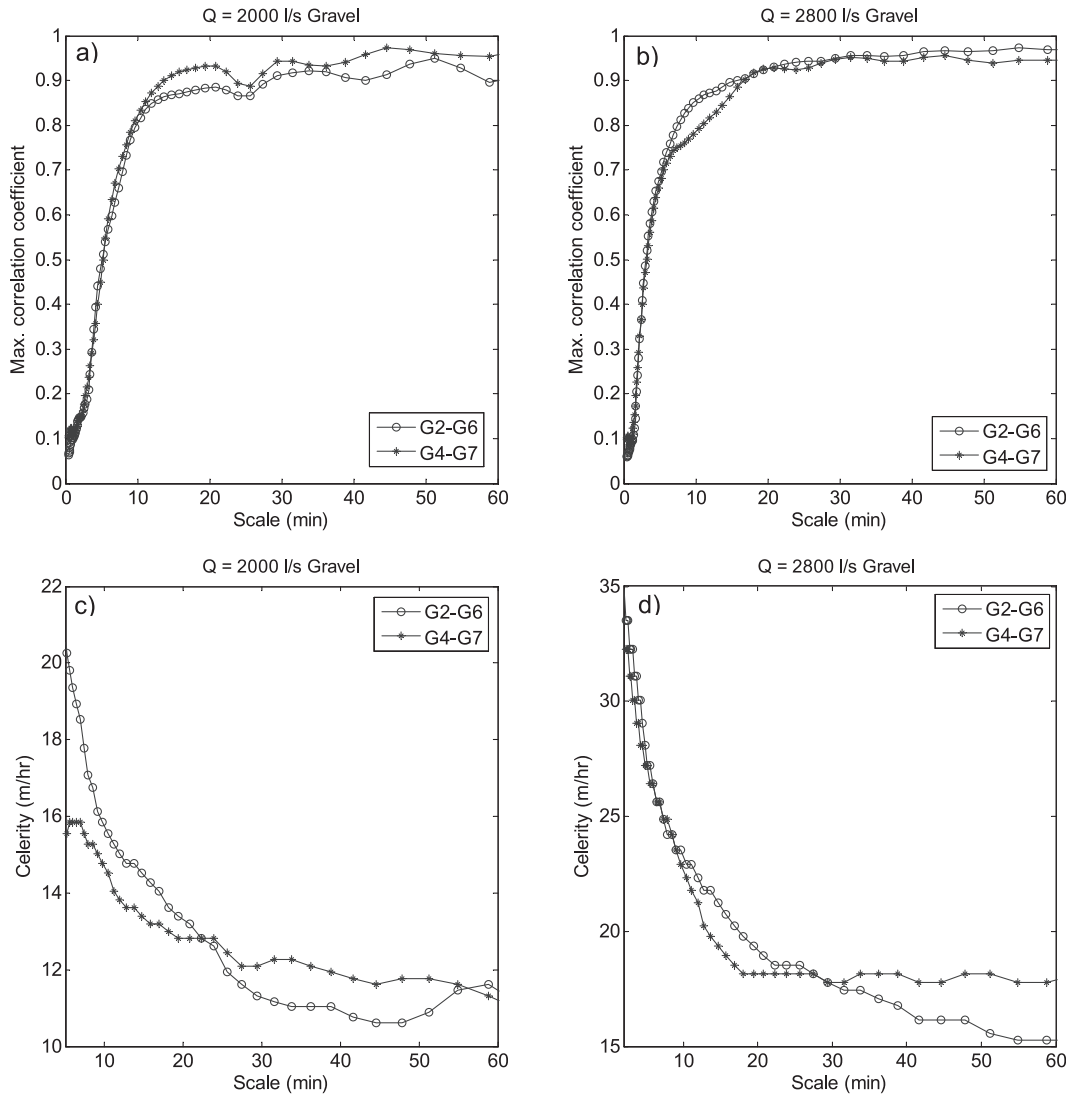 Q = 2000 l/s Gravel
a)
Max. correlation coefficient
1
0.9
0.8
0.7
0.6
0.5
0.4
0.3
0.2
0.1
0
0 10 20 30 40 50 60
Scale (min)
G2-G6
G4-G7
Q = 2800 l/s Gravel
b)
Max. correlation coefficient
1
0.9
0.8
0.7
0.6
0.5
0.4
0.3
0.2
0.1
0
0 10 20 30 40 50 60
Scale (min)
G2-G6
G4-G7
Q = 2000 l/s Gravel
c)
Celerity (m/hr)
22
20
18
16
14
12
10
10 20 30 40 50 60
Scale (min)
G2-G6
G4-G7
Q = 2800 l/s Gravel
d)
Celerity (m/hr)
35
30
25
20
15
10 20 30 40 50 60
Scale (min)
G2-G6
G4-G7